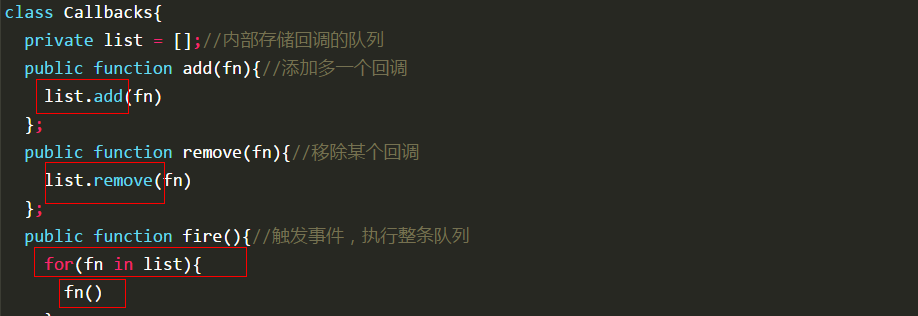 class Callbacks{
private list = [];//内部存储回调的队列
public function add(fn){//添加多一个回调
list.add(fn)
};
public function remove(fn){//移除某个回调
list.remove(fn)
};
public function fire(){//触发事件，执行整条队列
for(fn in list){
fn()
}